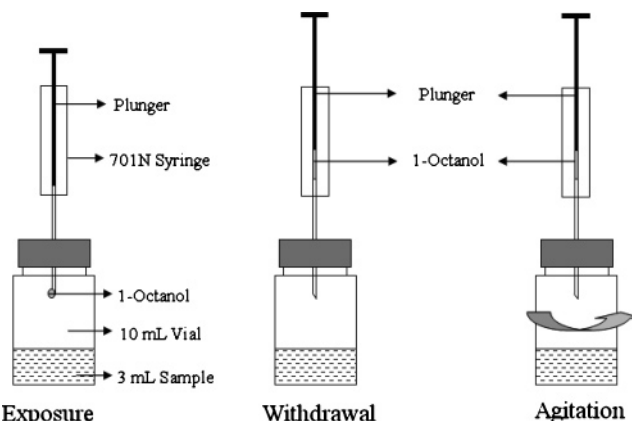 Plunger
701N Syringe
1-Octanol
10 mL Vial
3 mL Sample
Exposure
Plunger
1-Octanol
Withdrawal
Agitation